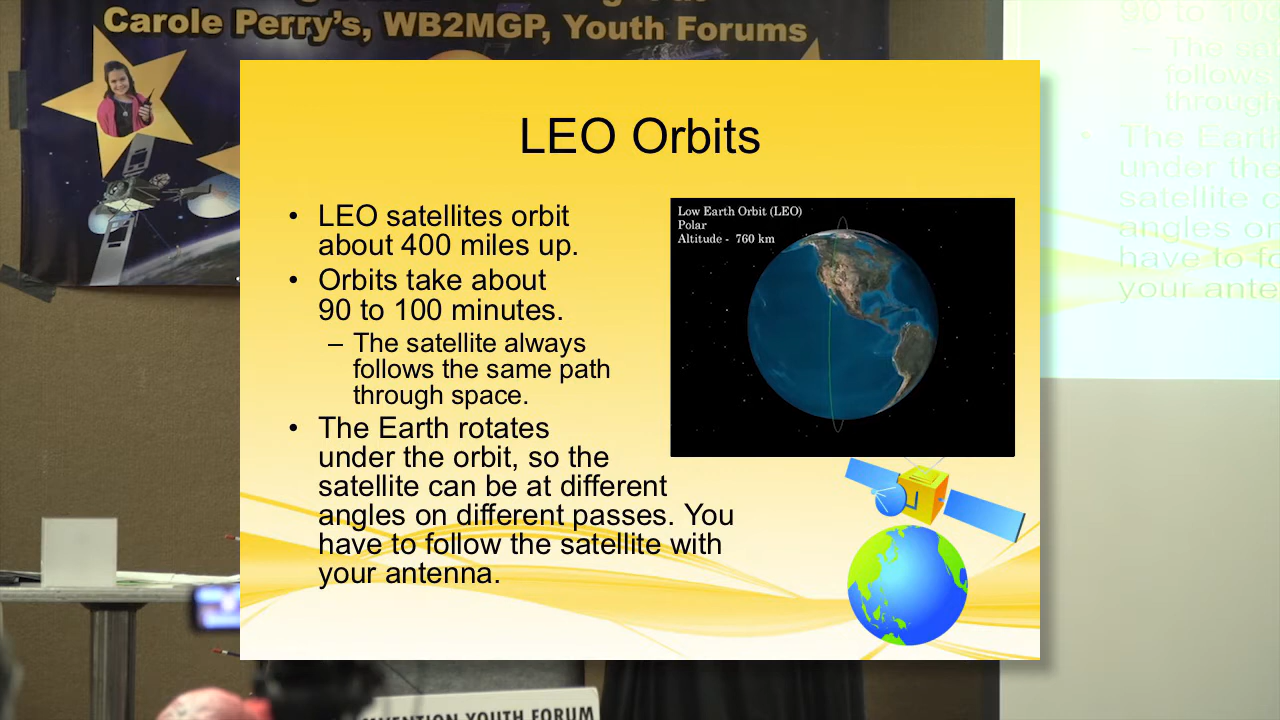 Carole Perry's, WB2MGP, Youth Forums
LEO Orbits
• LEO satellites orbit
about 400 miles up.
• Orbits take about
90 to 100 minutes.
– The satellite always
follows the same path
through space.
• The Earth rotates
under the orbit, so the
satellite can be at different
angles on different passes. You
have to follow the satellite with
your antenna.
Low Earth Orbit (LEO)
Polar
Altitude - 760 km
90 to 100
– The sat
follows
through
• The Earth
under the
satellite c
angles on
have to fo
your ante
YOUTH FORUM